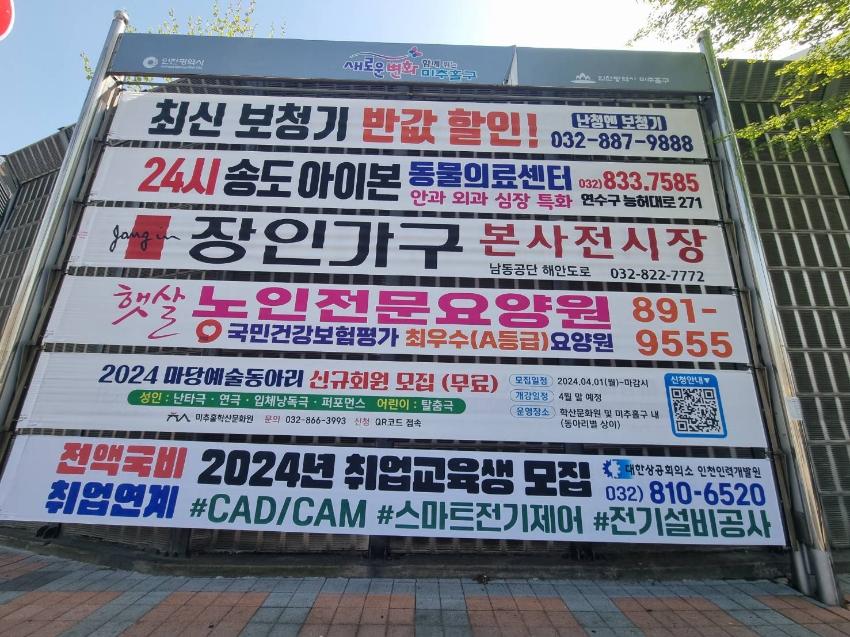 인천광역시
새로운변화 함께 뛰는 미추홀구
인천광역시 미추홀구
최신 보청기 반값 할인!
난청엔 보청기
032-887-9888
24시 송도 아이본 동물의료센터 032)833.7585
안과 외과 심장 특화 연수구 능허대로 271
Jang in
장인가구 본사전시장
남동공단 해안도로 032-822-7772
햇살 노인전문요양원 891-9555
국민건강보험평가 최우수(A등급)요양원
2024 마당예술동아리 신규회원 모집 (무료)
성인 : 난타극 · 연극 · 입체낭독극 · 퍼포먼스 어린이 : 탈춤극
미추홀학산문화원 문의 032-866-3993 신청 QR코드 접속
모집일정 2024.04.01(월)~마감시
개강일정 4월 말 예정
운영장소 학산문화원 및 미추홀구 내
(동아리별 상이)
신청안내▼
전액국비
취업연계
2024년 취업교육생 모집
대한상공회의소 인천인력개발원
032) 810-6520
#CAD/CAM #스마트전기제어 #전기설비공사